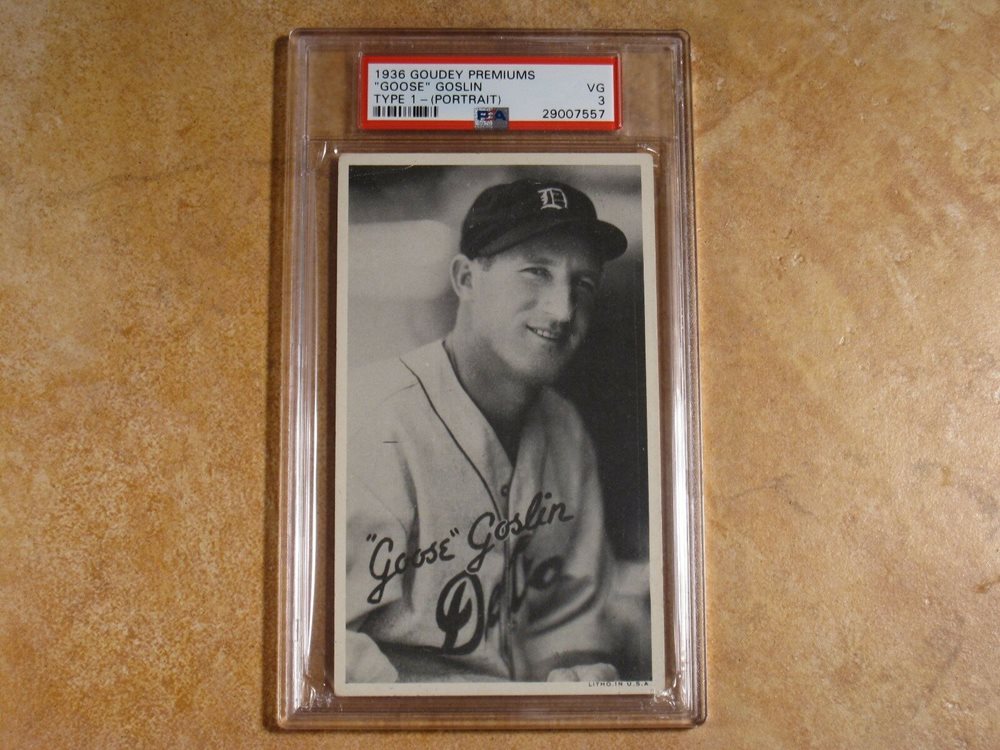 1936 GOUDEY PREMIUMS
"GOOSE" GOSLIN VG
TYPE 1 – (PORTRAIT) 3
PSA 29007557
D
"Goose" Goslin
LITHO. IN U.S.A